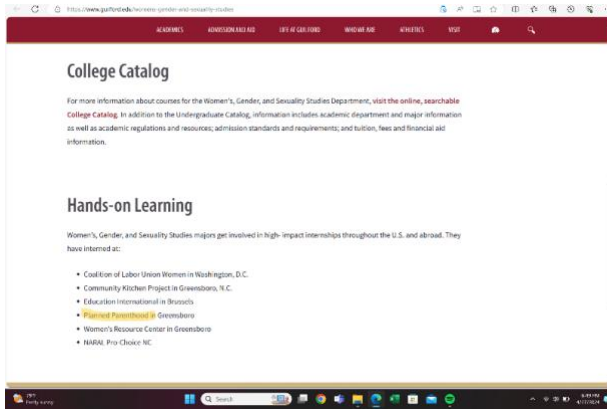 https://www.guilford.edu/womens-gender-and-sexuality-studies
ACADEMICS ADMISSION AND AID LIFE AT GUILFORD WHO WE ARE ATHLETICS VISIT
College Catalog
For more information about courses for the Women's, Gender, and Sexuality Studies Department, visit the online, searchable
College Catalog. In addition to the Undergraduate Catalog, information includes academic department and major information
as well as academic regulations and resources; admission standards and requirements; and tuition, fees and financial aid
information.
Hands-on Learning
Women's, Gender, and Sexuality Studies majors get involved in high- impact internships throughout the U.S. and abroad. They
have interned at:
• Coalition of Labor Union Women in Washington, D.C.
• Community Kitchen Project in Greensboro, N.C.
• Education International in Brussels
• Planned Parenthood in Greensboro
• Women's Resource Center in Greensboro
• NARAL Pro-Choice NC
Partly sunny
Search